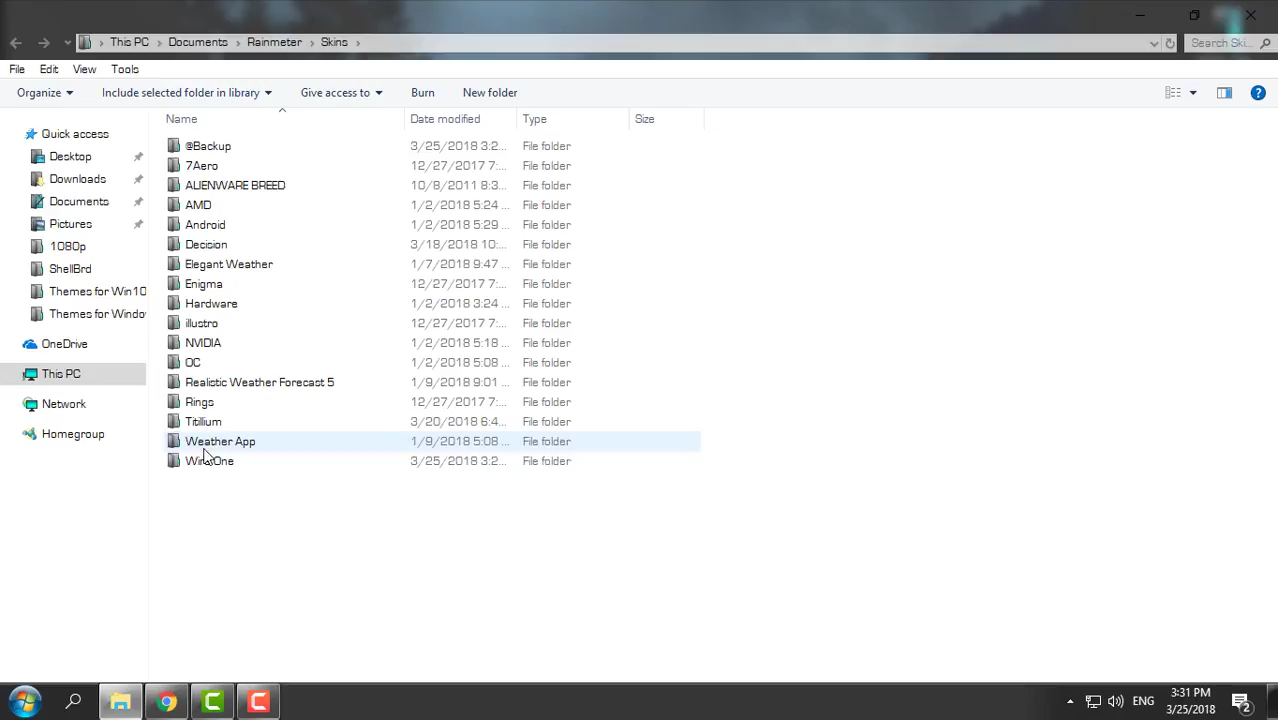 This PC > Documents > Rainmeter > Skins >
Search Ski...
File Edit View Tools
Organize Include selected folder in library Give access to Burn New folder
Name Date modified Type Size
Quick access
Desktop
Downloads
Documents
Pictures
1080p
ShellBrd
Themes for Win10
Themes for Windo
OneDrive
This PC
Network
Homegroup
@Backup 3/25/2018 3:2... File folder
7Aero 12/27/2017 7:... File folder
ALIENWARE BREED 10/8/2011 8:3... File folder
AMD 1/2/2018 5:24 ... File folder
Android 1/2/2018 5:29 ... File folder
Decision 3/18/2018 10:... File folder
Elegant Weather 1/7/2018 9:47 ... File folder
Enigma 12/27/2017 7:... File folder
Hardware 1/2/2018 3:24 ... File folder
illustro 12/27/2017 7:... File folder
NVIDIA 1/2/2018 5:18 ... File folder
OC 1/2/2018 5:08 ... File folder
Realistic Weather Forecast 5 1/9/2018 9:01 ... File folder
Rings 12/27/2017 7:... File folder
Titillium 3/20/2018 6:4... File folder
Weather App 1/9/2018 5:08 ... File folder
3/25/2018 3:2... File folder
ENG
3:31 PM
3/25/2018
2